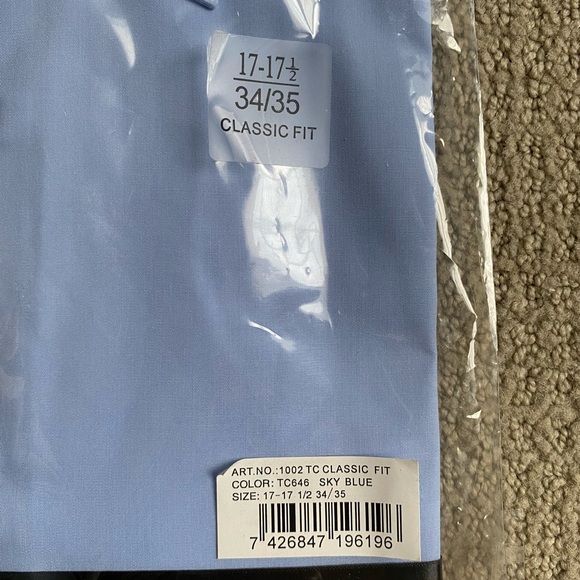 17-17½
34/35
CLASSIC FIT
ART.NO.:1002 TC CLASSIC FIT
COLOR: TC646 SKY BLUE
SIZE: 17-17 1/2 34/35
7 426847 196196